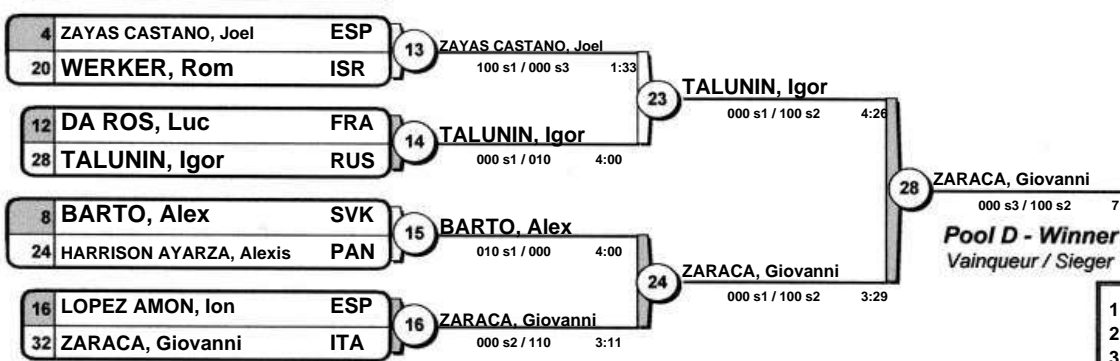 4 ZAYAS CASTANO, Joel ESP
20 WERKER, Rom ISR
13
ZAYAS CASTANO, Joel
100 s1 / 000 s3 1:33
12 DA ROS, Luc FRA
28 TALUNIN, Igor RUS
14
TALUNIN, Igor
000 s1 / 010 4:00
23
TALUNIN, Igor
000 s1 / 100 s2 4:26
8 BARTO, Alex SVK
24 HARRISON AYARZA, Alexis PAN
15
BARTO, Alex
010 s1 / 000 4:00
16 LOPEZ AMON, Ion ESP
32 ZARACA, Giovanni ITA
16
ZARACA, Giovanni
000 s2 / 110 3:11
24
ZARACA, Giovanni
000 s1 / 100 s2 3:29
28
ZARACA, Giovanni
000 s3 / 100 s2 7
Pool D - Winner
Vainqueur / Sieger
1
2
3